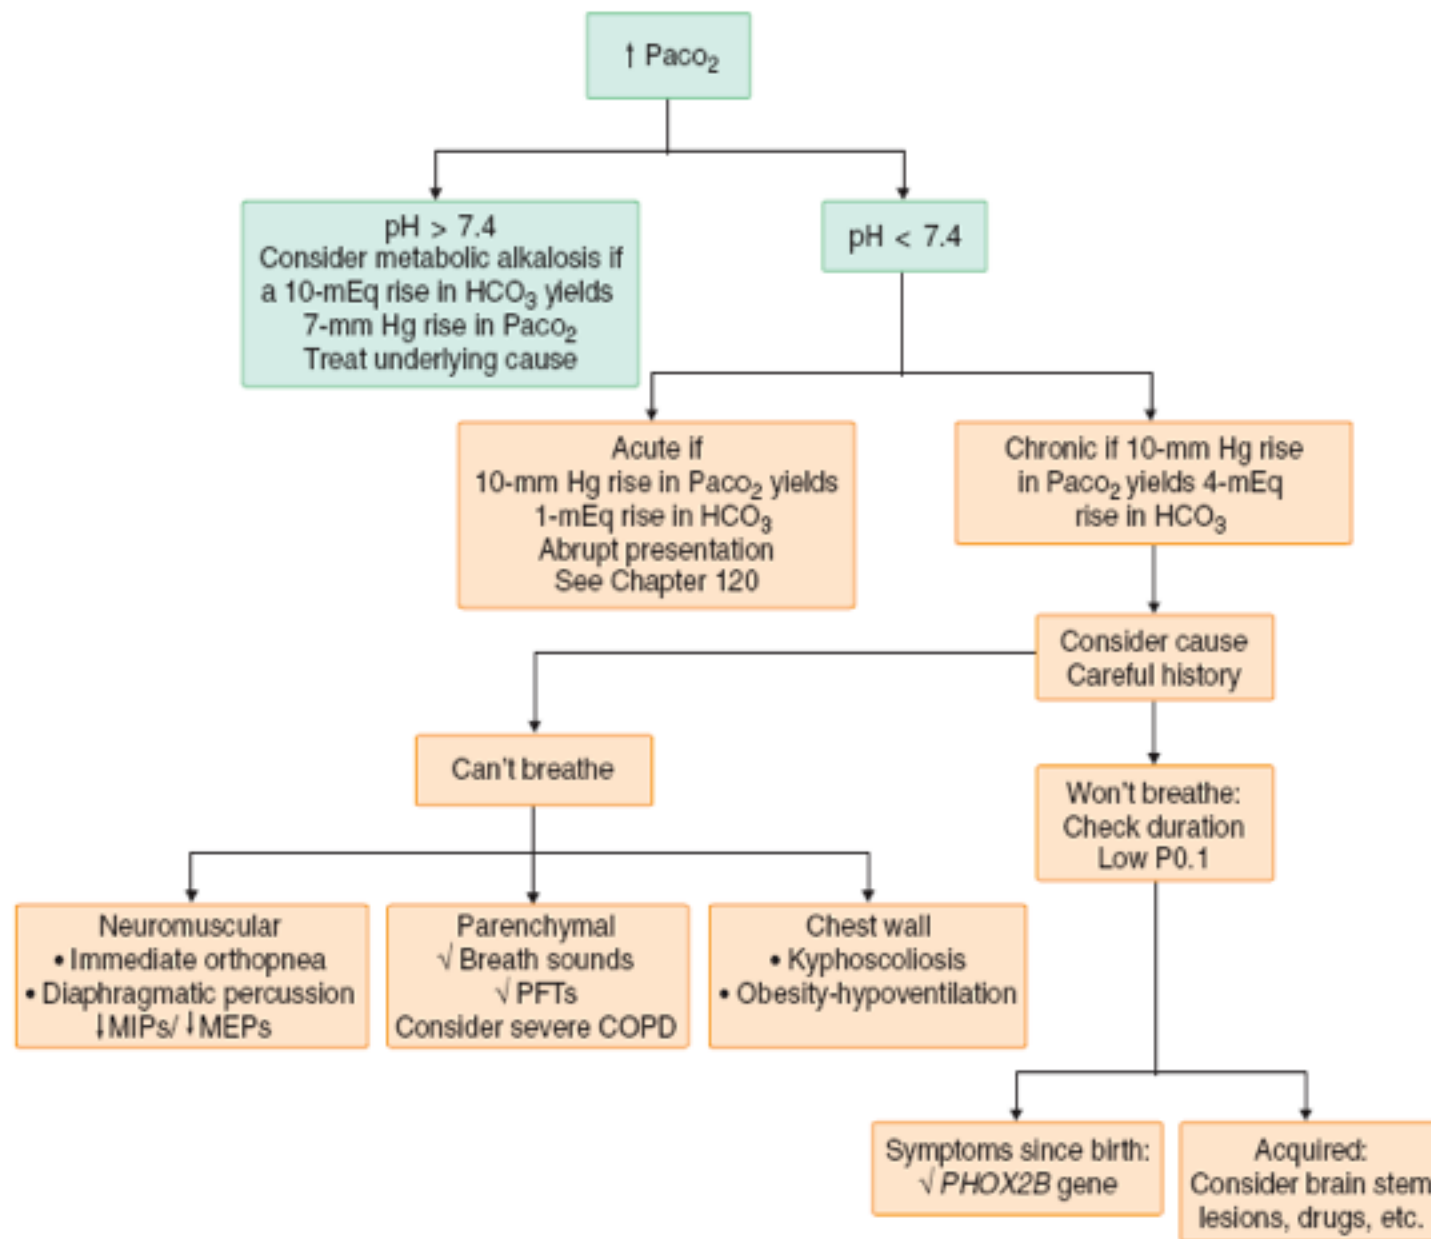 ↑ Paco₂
pH > 7.4
Consider metabolic alkalosis if
a 10-mEq rise in HCO₃ yields
7-mm Hg rise in Paco₂
Treat underlying cause
pH < 7.4
Acute if
10-mm Hg rise in Paco₂ yields
1-mEq rise in HCO₃
Abrupt presentation
See Chapter 120
Chronic if 10-mm Hg rise
in Paco₂ yields 4-mEq
rise in HCO₃
Consider cause
Careful history
Can't breathe
Won't breathe:
Check duration
Low P0.1
Neuromuscular
• Immediate orthopnea
• Diaphragmatic percussion
↓MIPs/ ↓MEPs
Parenchymal
√ Breath sounds
√ PFTs
Consider severe COPD
Chest wall
• Kyphoscoliosis
• Obesity-hypoventilation
Symptoms since birth:
√ PHOX2B gene
Acquired:
Consider brain stem
lesions, drugs, etc.